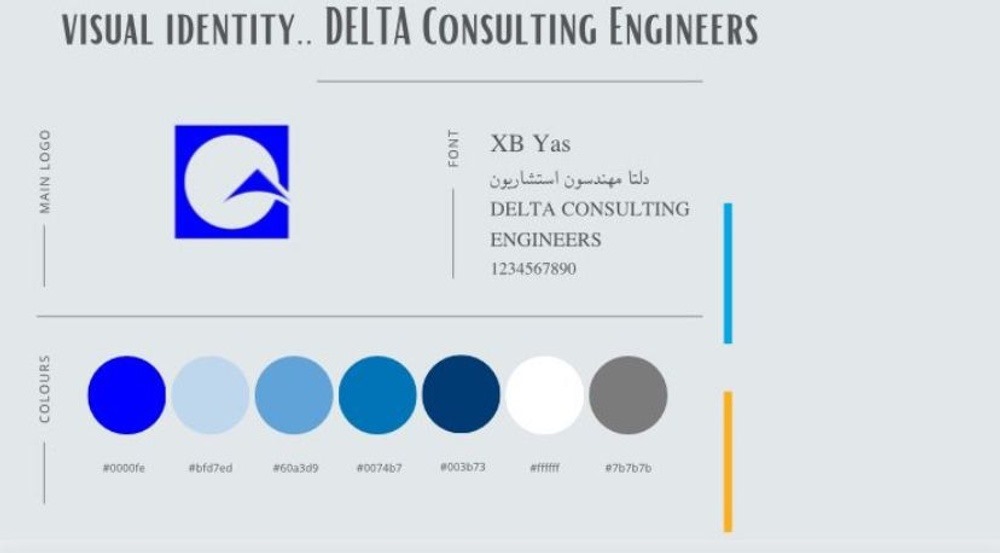 VISUAL IDENTITY.. DELTA CONSULTING ENGINEERS
MAIN LOGO
FONT
XB Yas
دلتا مهندسون استشاريون
DELTA CONSULTING
ENGINEERS
1234567890
COLOURS
#0000fe #bfd7ed #60a3d9 #0074b7 #003b73 #ffffff #7b7b7b